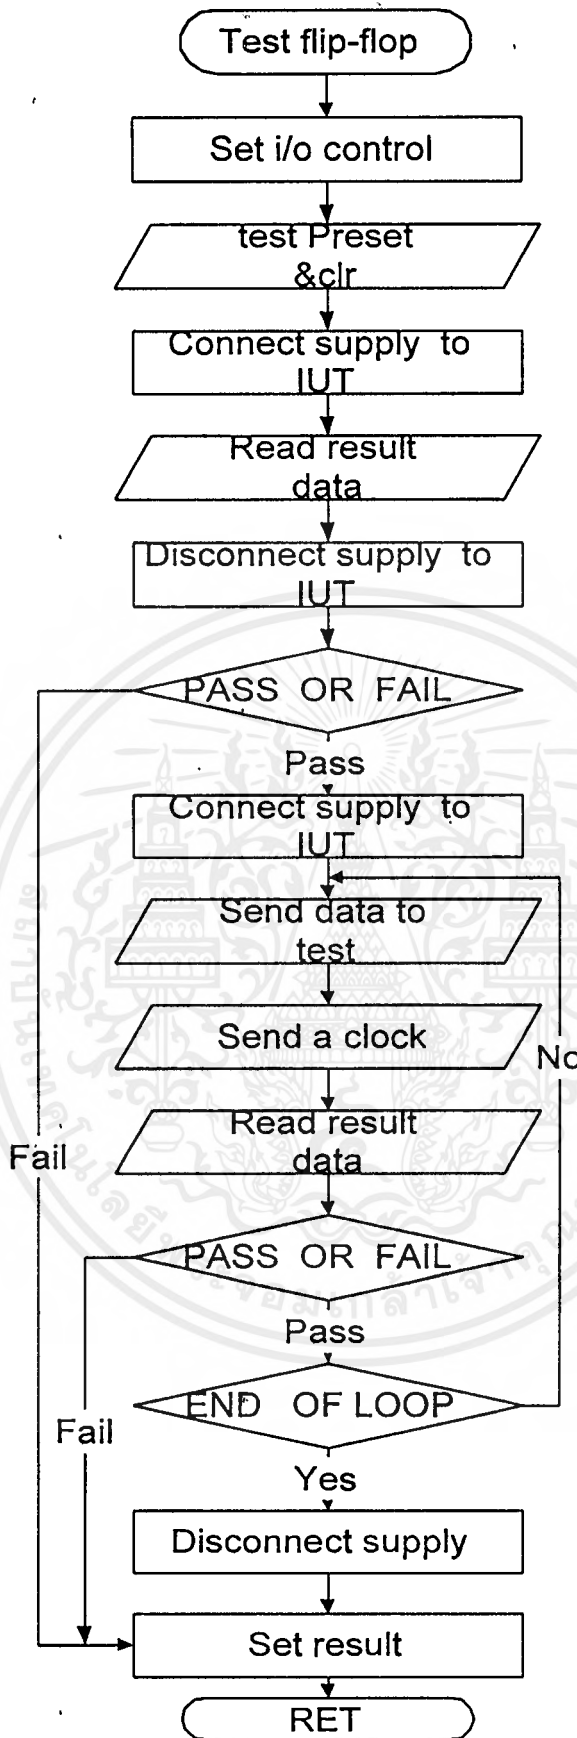 Test flip-flop
Set i/o control
test Preset
&clr
Connect supply to
IUT
Read result
data
Disconnect supply to
IUT
PASS OR FAIL
Pass
Connect supply to
IUT
Send data to
test
Send a clock
No
Read result
data
Fail
PASS OR FAIL
Pass
END OF LOOP
Fail
Yes
Disconnect supply
Set result
RET